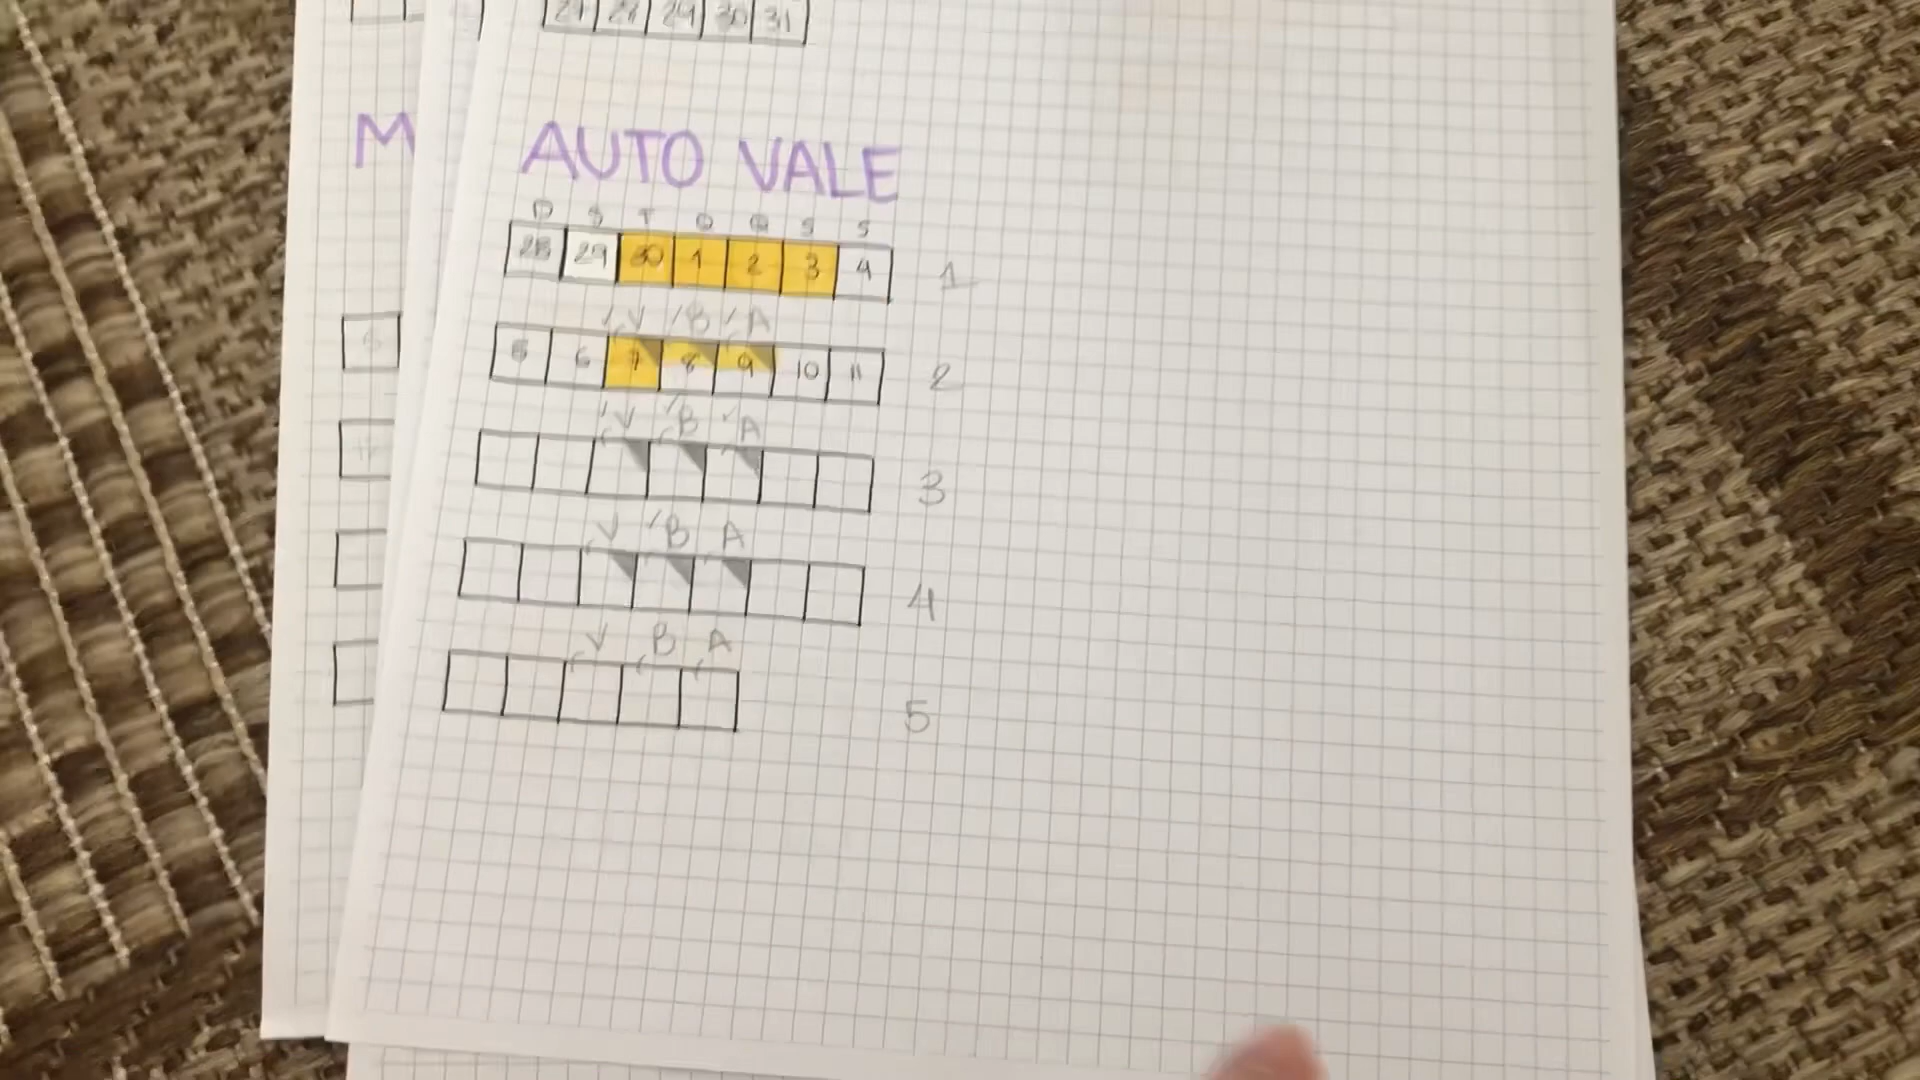 27 28 29 30 31
M
AUTO VALE
D S T Q Q S S
28 29 30 1 2 3 4 1
V B A
5 6 7 8 9 10 11 2
V B A
3
V B A
4
V B A
5